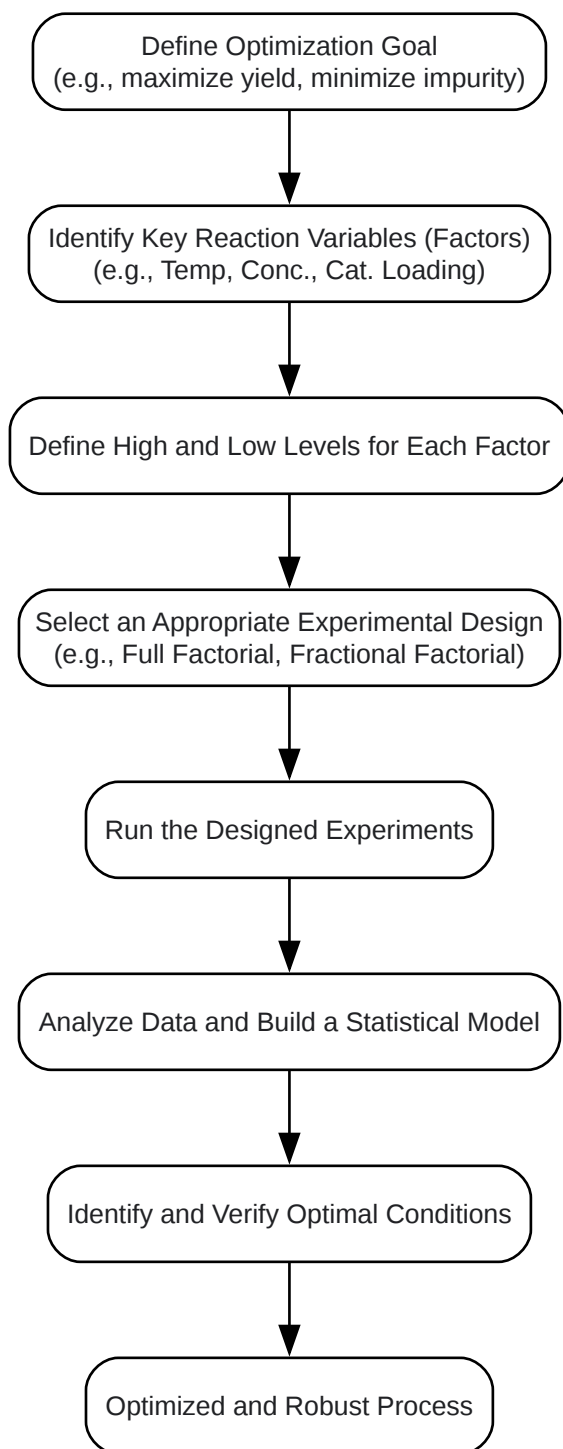 Define Optimization Goal
(e.g., maximize yield, minimize impurity)
Identify Key Reaction Variables (Factors)
(e.g., Temp, Conc., Cat. Loading)
Define High and Low Levels for Each Factor
Select an Appropriate Experimental Design
(e.g., Full Factorial, Fractional Factorial)
Run the Designed Experiments
Analyze Data and Build a Statistical Model
Identify and Verify Optimal Conditions
Optimized and Robust Process